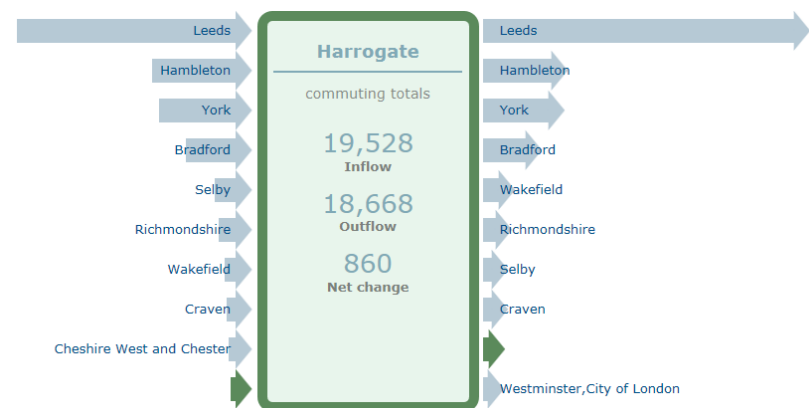 Leeds
Hambleton
York
Bradford
Selby
Richmondshire
Wakefield
Craven
Cheshire West and Chester
Harrogate
commuting totals
19,528
Inflow
18,668
Outflow
860
Net change
Leeds
Hambleton
York
Bradford
Wakefield
Richmondshire
Selby
Craven
Westminster,City of London